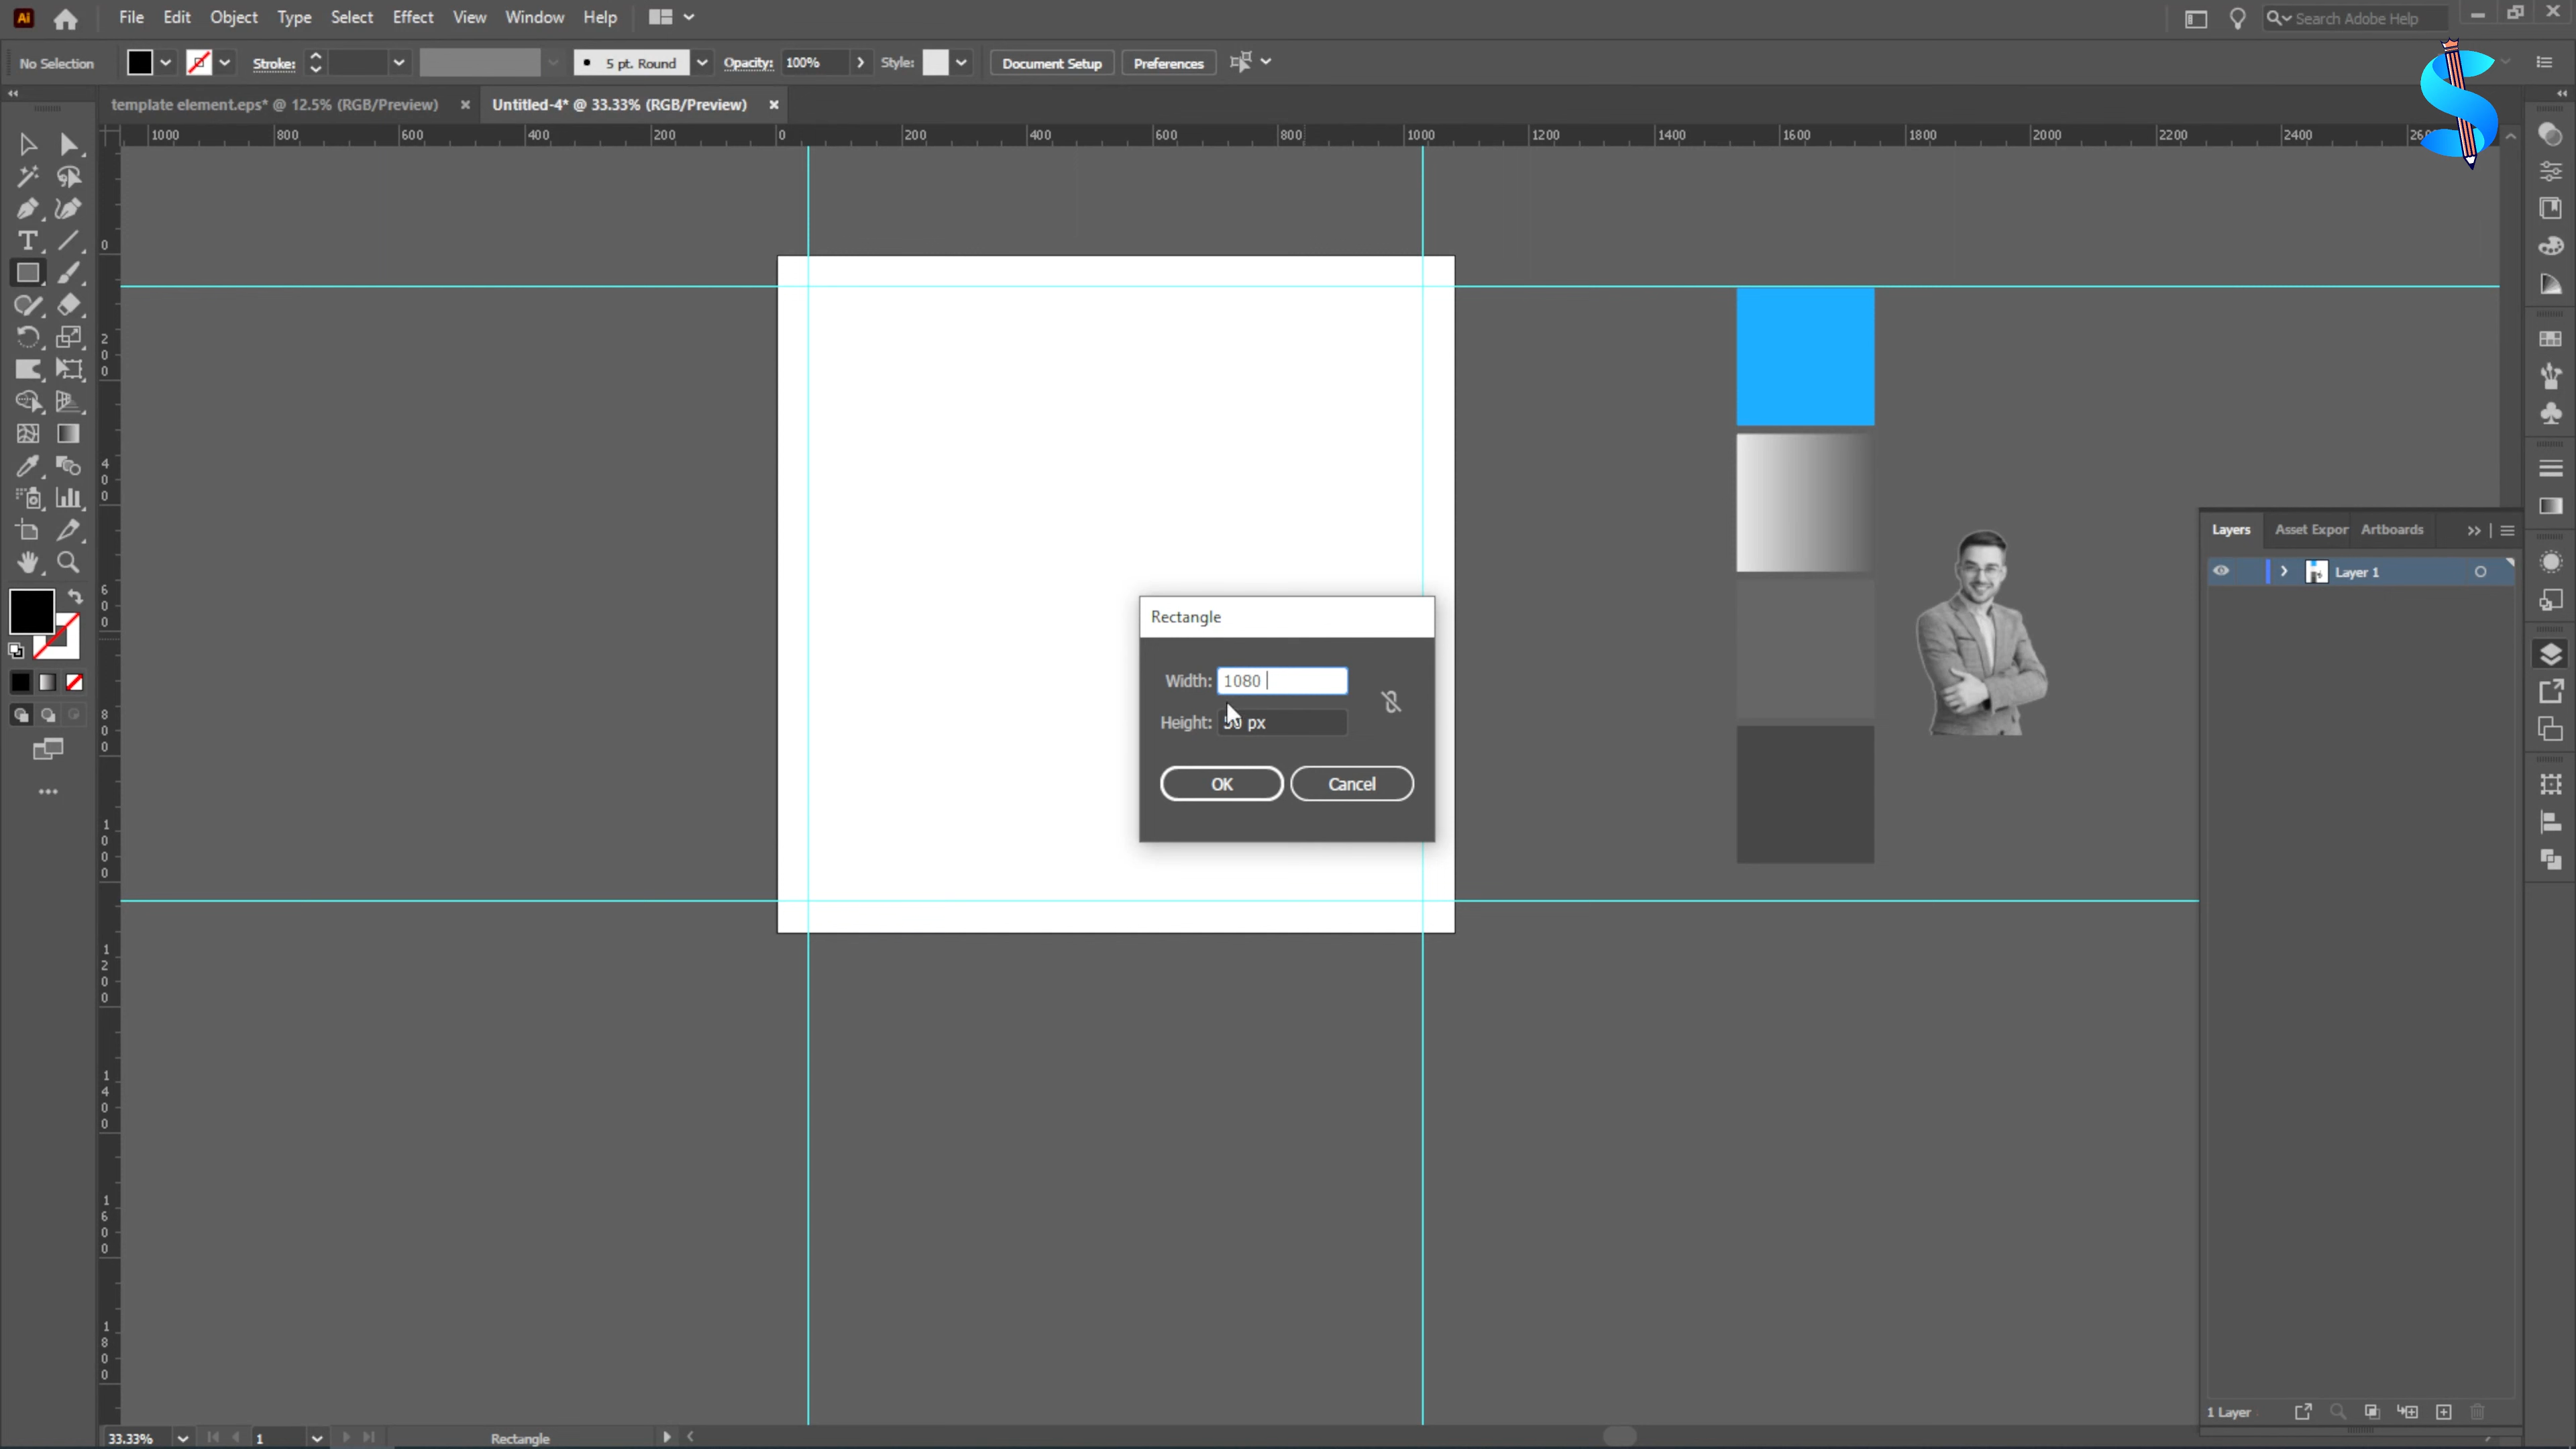 Ai File Edit Object Type Select Effect View Window Help Search Adobe Help
No Selection Stroke: 5 pt. Round Opacity: 100% Style: Document Setup Preferences
template element.eps* @ 12.5% (RGB/Preview) × Untitled-4* @ 33.33% (RGB/Preview) ×
1000 800 600 400 200 0 200 400 600 800 1000 1200 1400 1600 1800 2000 2200 2400
0
200
400
600
800
1000
1200
1400
1600
1800
Rectangle
Width: 1080
Height: px
OK Cancel
Layers Asset Expor Artboards
Layer 1
1 Layer
33.33% 1 Rectangle